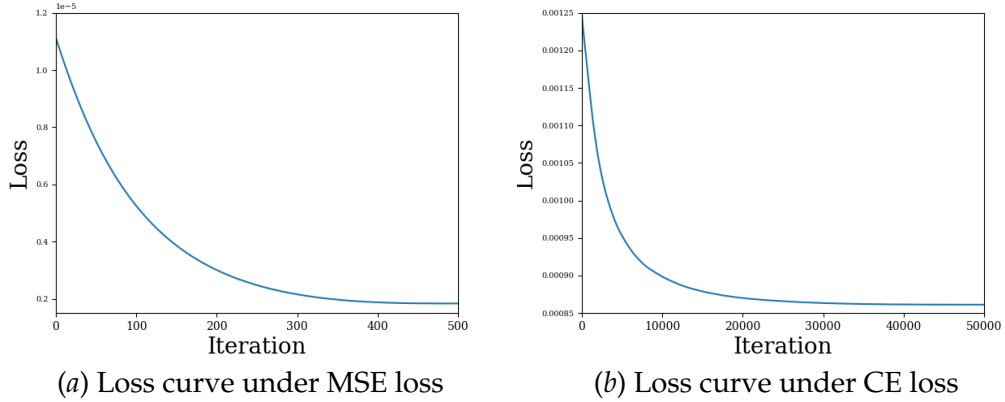 1e−5
1.2
1.0
0.8
0.6
0.4
0.2
Loss
0 100 200 300 400 500
Iteration
(a) Loss curve under MSE loss
0.00125
0.00120
0.00115
0.00110
0.00105
0.00100
0.00095
0.00090
0.00085
Loss
0 10000 20000 30000 40000 50000
Iteration
(b) Loss curve under CE loss